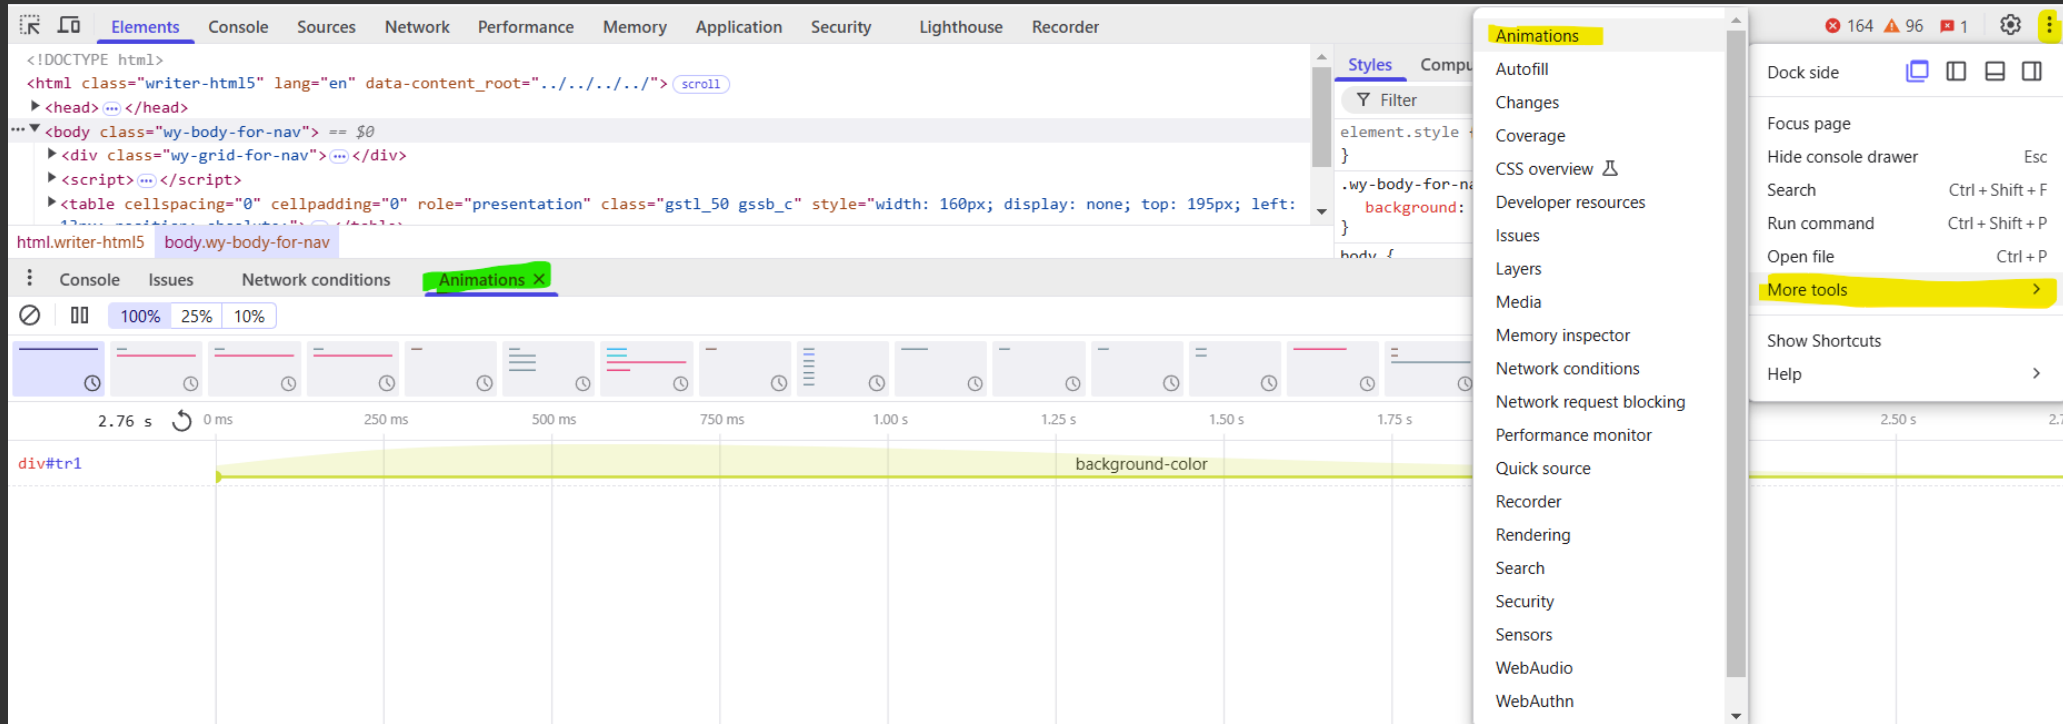 Elements Console Sources Network Performance Memory Application Security Lighthouse Recorder
164 96 1
<!DOCTYPE html>
<html class="writer-html5" lang="en" data-content_root="../../../../"> scroll
<head> … </head>
… <body class="wy-body-for-nav"> == $0
<div class="wy-grid-for-nav"> … </div>
<script> … </script>
<table cellspacing="0" cellpadding="0" role="presentation" class="gstl_50 gssb_c" style="width: 160px; display: none; top: 195px; left:
html.writer-html5 body.wy-body-for-nav
Styles Compu
Filter
element.style {
}
.wy-body-for-na
background:
}
body {
Console Issues Network conditions Animations ×
100% 25% 10%
2.76 s 0 ms 250 ms 500 ms 750 ms 1.00 s 1.25 s 1.50 s 1.75 s 2.50 s
div#tr1 background-color
Animations
Autofill
Changes
Coverage
CSS overview
Developer resources
Issues
Layers
Media
Memory inspector
Network conditions
Network request blocking
Performance monitor
Quick source
Recorder
Rendering
Search
Security
Sensors
WebAudio
WebAuthn
Dock side
Focus page
Hide console drawer Esc
Search Ctrl + Shift + F
Run command Ctrl + Shift + P
Open file Ctrl + P
More tools
Show Shortcuts
Help